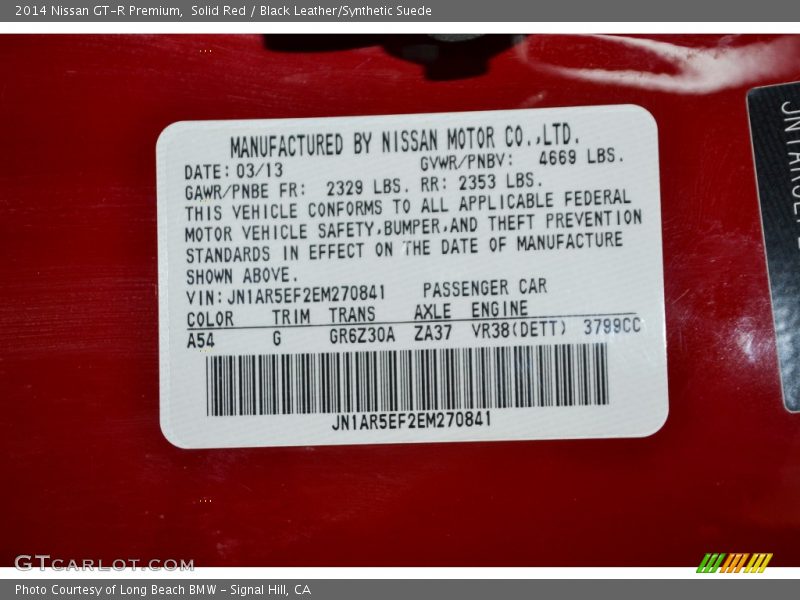 2014 Nissan GT-R Premium,  Solid Red / Black Leather/Synthetic Suede
MANUFACTURED BY NISSAN MOTOR CO.,LTD.
DATE:03/13 GVWR/PNBV: 4669 LBS.
GAWR/PNBE FR: 2329 LBS. RR: 2353 LBS.
THIS VEHICLE CONFORMS TO ALL APPLICABLE FEDERAL
MOTOR VEHICLE SAFETY,BUMPER,AND THEFT PREVENTION
STANDARDS IN EFFECT ON THE DATE OF MANUFACTURE
SHOWN ABOVE.
VIN:JN1AR5EF2EM270841 PASSENGER CAR
COLOR TRIM TRANS AXLE ENGINE
A54 G GR6Z30A ZA37 VR38(DETT) 3799CC
JN1AR5EF2EM270841
GTCARLOT.COM
Photo Courtesy of Long Beach BMW - Signal Hill, CA